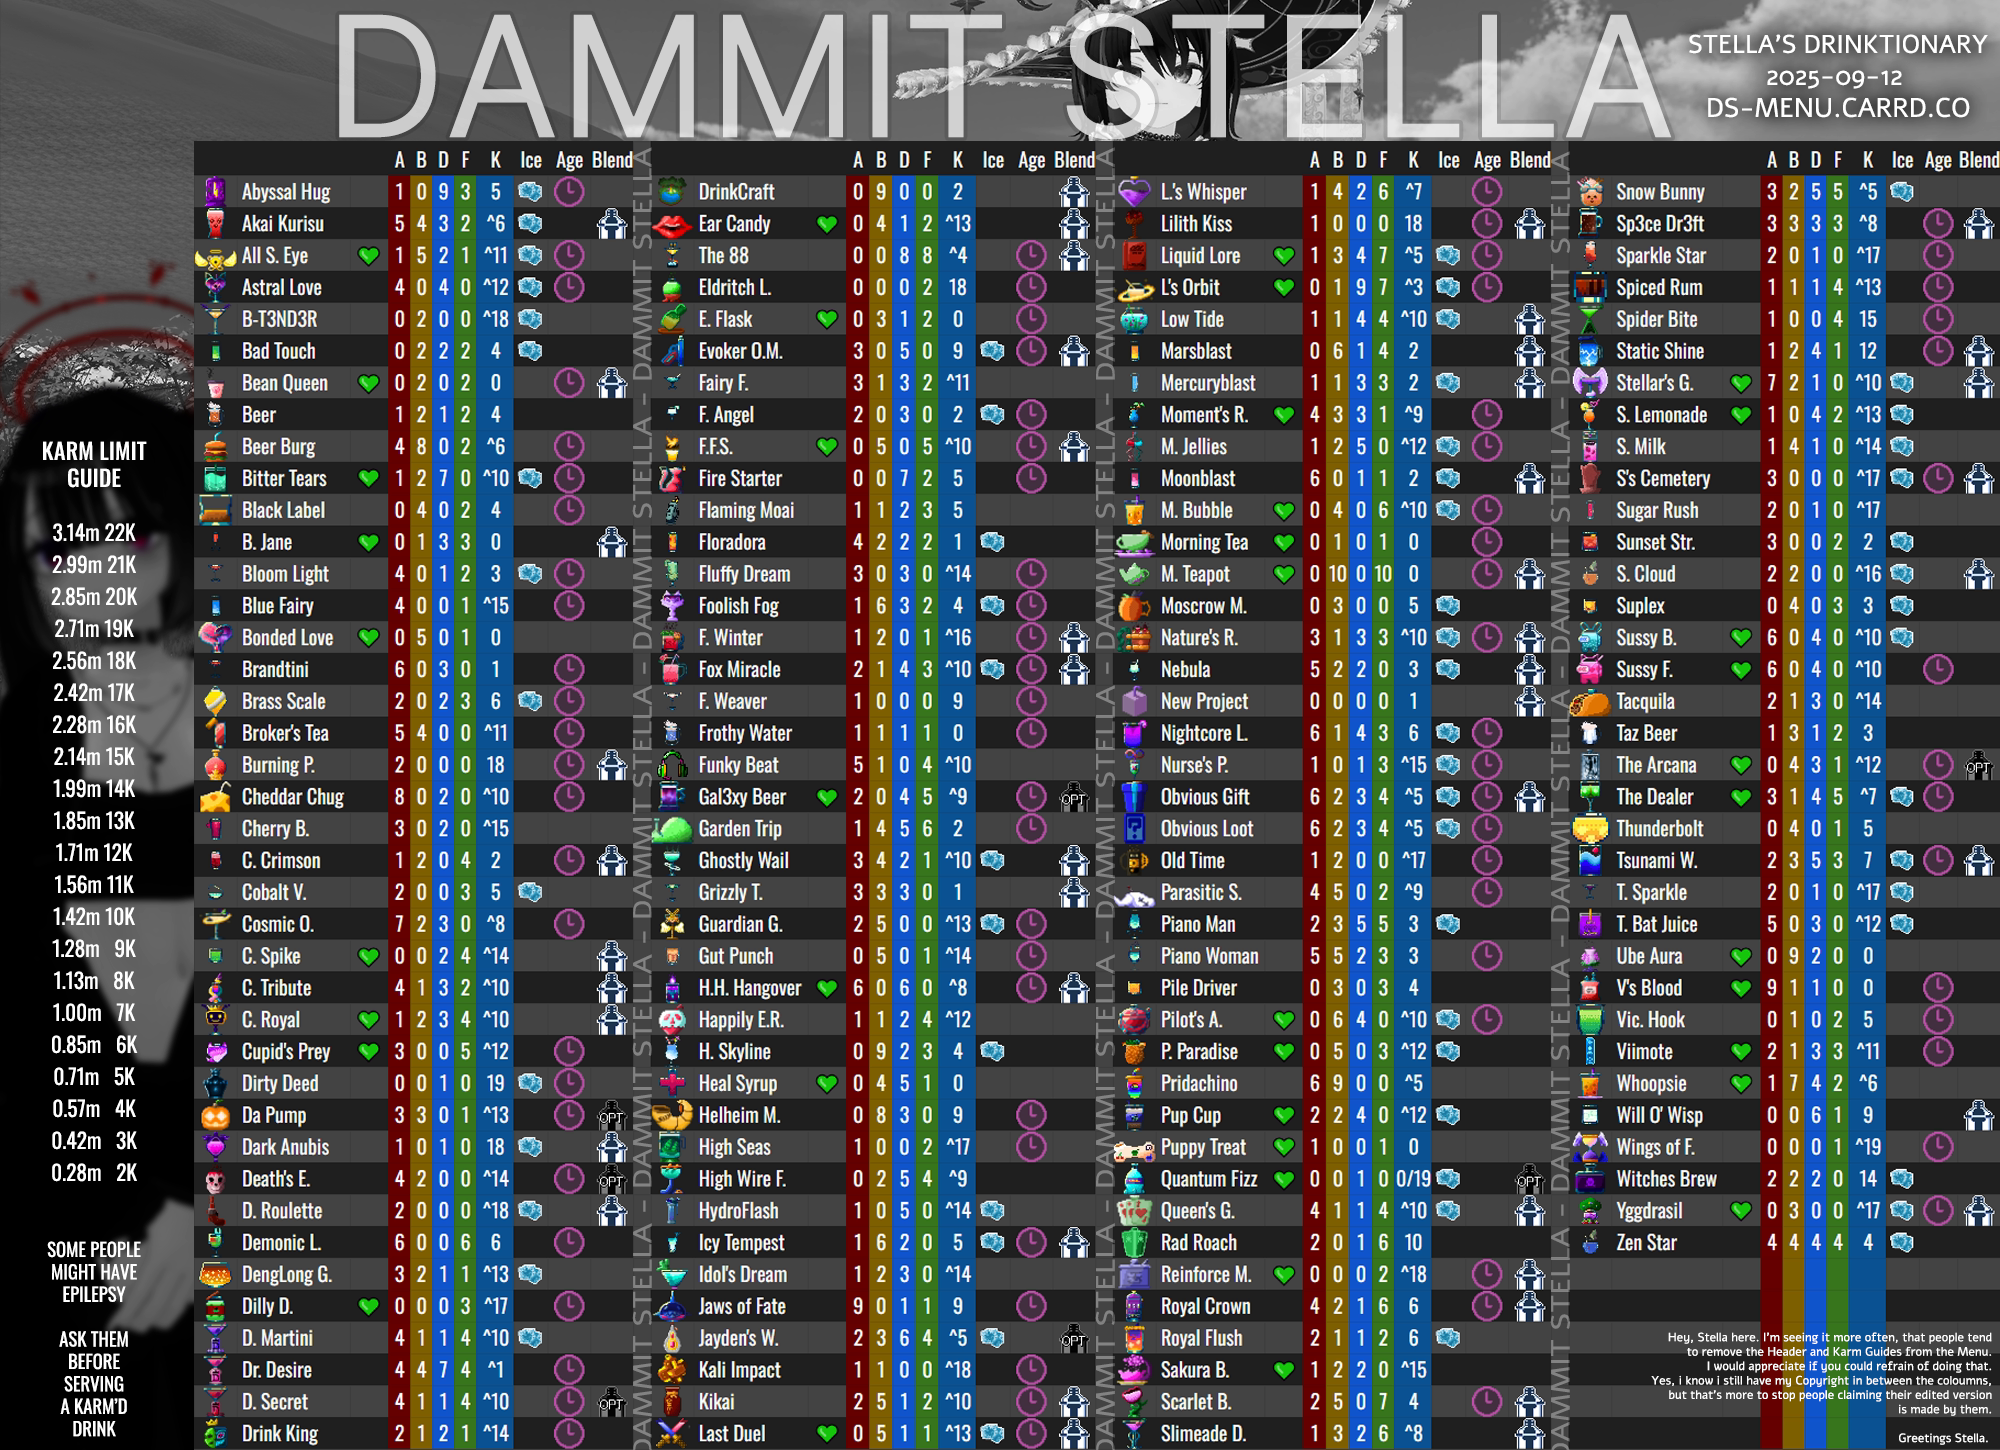 DAMMIT STELLA
STELLA'S DRINKTIONARY
2025-09-12
DS-MENU.CARRD.CO
KARM LIMIT
GUIDE
3.14m 22K
2.99m 21K
2.85m 20K
2.71m 19K
2.56m 18K
2.42m 17K
2.28m 16K
2.14m 15K
1.99m 14K
1.85m 13K
1.71m 12K
1.56m 11K
1.42m 10K
1.28m 9K
1.13m 8K
1.00m 7K
0.85m 6K
0.71m 5K
0.57m 4K
0.42m 3K
0.28m 2K
SOME PEOPLE
MIGHT HAVE
EPILEPSY
ASK THEM
BEFORE
SERVING
A KARM'D
DRINK
A B D F K Ice Age Blend
Abyssal Hug 1 0 9 3 5
Akai Kurisu 5 4 3 2 ^6
All S. Eye 1 5 2 1 ^11
Astral Love 4 0 4 0 ^12
B-T3ND3R 0 2 0 0 ^18
Bad Touch 0 2 2 2 4
Bean Queen 0 2 0 2 0
Beer 1 2 1 2 4
Beer Burg 4 8 0 2 ^6
Bitter Tears 1 2 7 0 ^10
Black Label 0 4 0 2 4
B. Jane 0 1 3 3 0
Bloom Light 4 0 1 2 3
Blue Fairy 4 0 0 1 ^15
Bonded Love 0 5 0 1 0
Brandtini 6 0 3 0 1
Brass Scale 2 0 2 3 6
Broker's Tea 5 4 0 0 ^11
Burning P. 2 0 0 0 18
Cheddar Chug 8 0 2 0 ^10
Cherry B. 3 0 2 0 ^15
C. Crimson 1 2 0 4 2
Cobalt V. 2 0 0 3 5
Cosmic O. 7 2 3 0 ^8
C. Spike 0 0 2 4 ^14
C. Tribute 4 1 3 2 ^10
C. Royal 1 2 3 4 ^10
Cupid's Prey 3 0 0 5 ^12
Dirty Deed 0 0 1 0 19
Da Pump 3 3 0 1 ^13 OPT
Dark Anubis 1 0 1 0 18
Death's E. 4 2 0 0 ^14 OPT
D. Roulette 2 0 0 0 ^18
Demonic L. 6 0 0 6 6
DengLong G. 3 2 1 1 ^13
Dilly D. 0 0 0 3 ^17
D. Martini 4 1 1 4 ^10
Dr. Desire 4 4 7 4 ^1
D. Secret 4 1 1 4 ^10 OPT
Drink King 2 1 2 1 ^14
DAMMIT STELLA - DAMMIT STELLA - DAMMIT STELLA - DAMMIT STELLA - DAMMIT STELLA
A B D F K Ice Age Blend
DrinkCraft 0 9 0 0 2
Ear Candy 0 4 1 2 ^13
The 88 0 0 8 8 ^4
Eldritch L. 0 0 0 2 18
E. Flask 0 3 1 2 0
Evoker O.M. 3 0 5 0 9
Fairy F. 3 1 3 2 ^11
F. Angel 2 0 3 0 2
F.F.S. 0 5 0 5 ^10
Fire Starter 0 0 7 2 5
Flaming Moai 1 1 2 3 5
Floradora 4 2 2 2 1
Fluffy Dream 3 0 3 0 ^14
Foolish Fog 1 6 3 2 4
F. Winter 1 2 0 1 ^16
Fox Miracle 2 1 4 3 ^10
F. Weaver 1 0 0 0 9
Frothy Water 1 1 1 1 0
Funky Beat 5 1 0 4 ^10
Gal3xy Beer 2 0 4 5 ^9 OPT
Garden Trip 1 4 5 6 2
Ghostly Wail 3 4 2 1 ^10
Grizzly T. 3 3 3 0 1
Guardian G. 2 5 0 0 ^13
Gut Punch 0 5 0 1 ^14
H.H. Hangover 6 0 6 0 ^8
Happily E.R. 1 1 2 4 ^12
H. Skyline 0 9 2 3 4
Heal Syrup 0 4 5 1 0
Helheim M. 0 8 3 0 9
High Seas 1 0 0 2 ^17
High Wire F. 0 2 5 4 ^9
HydroFlash 1 0 5 0 ^14
Icy Tempest 1 6 2 0 5
Idol's Dream 1 2 3 0 ^14
Jaws of Fate 9 0 1 1 9
Jayden's W. 2 3 6 4 ^5 OPT
Kali Impact 1 1 0 0 ^18
Kikai 2 5 1 2 ^10
Last Duel 0 5 1 1 ^13
DAMMIT STELLA - DAMMIT STELLA - DAMMIT STELLA - DAMMIT STELLA - DAMMIT STELLA
A B D F K Ice Age Blend
L.'s Whisper 1 4 2 6 ^7
Lilith Kiss 1 0 0 0 18
Liquid Lore 1 3 4 7 ^5
L's Orbit 0 1 9 7 ^3
Low Tide 1 1 4 4 ^10
Marsblast 0 6 1 4 2
Mercuryblast 1 1 3 3 2
Moment's R. 4 3 3 1 ^9
M. Jellies 1 2 5 0 ^12
Moonblast 6 0 1 1 2
M. Bubble 0 4 0 6 ^10
Morning Tea 0 1 0 1 0
M. Teapot 0 10 0 10 0
Moscrow M. 0 3 0 0 5
Nature's R. 3 1 3 3 ^10
Nebula 5 2 2 0 3
New Project 0 0 0 0 1
Nightcore L. 6 1 4 3 6
Nurse's P. 1 0 1 3 ^15
Obvious Gift 6 2 3 4 ^5
Obvious Loot 6 2 3 4 ^5
Old Time 1 2 0 0 ^17
Parasitic S. 4 5 0 2 ^9
Piano Man 2 3 5 5 3
Piano Woman 5 5 2 3 3
Pile Driver 0 3 0 3 4
Pilot's A. 0 6 4 0 ^10
P. Paradise 0 5 0 3 ^12
Pridachino 6 9 0 0 ^5
Pup Cup 2 2 4 0 ^12
Puppy Treat 1 0 0 1 0
Quantum Fizz 0 0 1 0 0/19 OPT
Queen's G. 4 1 1 4 ^10
Rad Roach 2 0 1 6 10
Reinforce M. 0 0 0 2 ^18
Royal Crown 4 2 1 6 6
Royal Flush 2 1 1 2 6
Sakura B. 1 2 2 0 ^15
Scarlet B. 2 5 0 7 4
Slimeade D. 1 3 2 6 ^8
DAMMIT STELLA - DAMMIT STELLA - DAMMIT STELLA - DAMMIT STELLA - DAMMIT STELLA
A B D F K Ice Age Blend
Snow Bunny 3 2 5 5 ^5
Sp3ce Dr3ft 3 3 3 3 ^8
Sparkle Star 2 0 1 0 ^17
Spiced Rum 1 1 1 4 ^13
Spider Bite 1 0 0 4 15
Static Shine 1 2 4 1 12
Stellar's G. 7 2 1 0 ^10
S. Lemonade 1 0 4 2 ^13
S. Milk 1 4 1 0 ^14
S's Cemetery 3 0 0 0 ^17
Sugar Rush 2 0 1 0 ^17
Sunset Str. 3 0 0 2 2
S. Cloud 2 2 0 0 ^16
Suplex 0 4 0 3 3
Sussy B. 6 0 4 0 ^10
Sussy F. 6 0 4 0 ^10
Tacquila 2 1 3 0 ^14
Taz Beer 1 3 1 2 3
The Arcana 0 4 3 1 ^12 OPT
The Dealer 3 1 4 5 ^7
Thunderbolt 0 4 0 1 5
Tsunami W. 2 3 5 3 7
T. Sparkle 2 0 1 0 ^17
T. Bat Juice 5 0 3 0 ^12
Ube Aura 0 9 2 0 0
V's Blood 9 1 1 0 0
Vic. Hook 0 1 0 2 5
Viimote 2 1 3 3 ^11
Whoopsie 1 7 4 2 ^6
Will O' Wisp 0 0 6 1 9
Wings of F. 0 0 0 1 ^19
Witches Brew 2 2 2 0 14
Yggdrasil 0 3 0 0 ^17
Zen Star 4 4 4 4 4
Hey, Stella here. I'm seeing it more often, that people tend
to remove the Header and Karm Guides from the Menu.
I would appreciate if you could refrain of doing that.
Yes, i know i still have my Copyright in between the coloumns,
but that's more to stop people claiming their edited version
is made by them.
Greetings Stella.